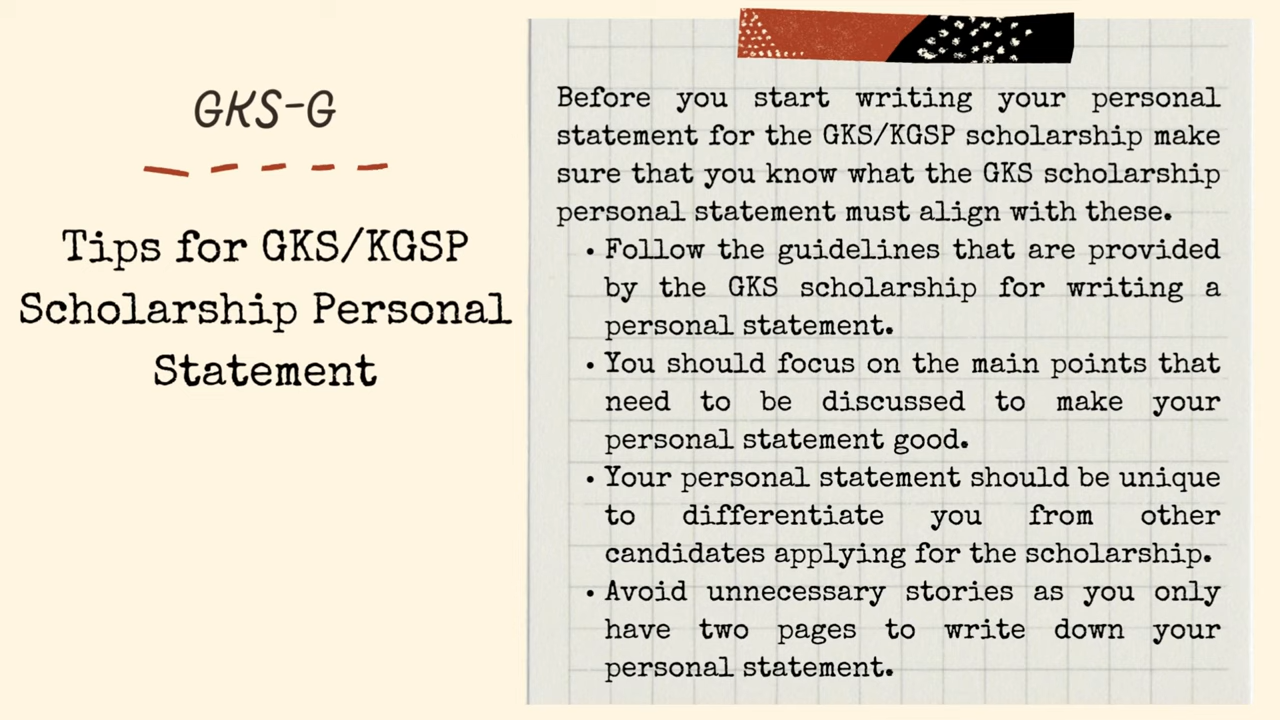 GKS-G
Tips for GKS/KGSP
Scholarship Personal
Statement
Before you start writing your personal
statement for the GKS/KGSP scholarship make
sure that you know what the GKS scholarship
personal statement must align with these.
• Follow the guidelines that are provided
by the GKS scholarship for writing a
personal statement.
• You should focus on the main points that
need to be discussed to make your
personal statement good.
• Your personal statement should be unique
to differentiate you from other
candidates applying for the scholarship.
• Avoid unnecessary stories as you only
have two pages to write down your
personal statement.